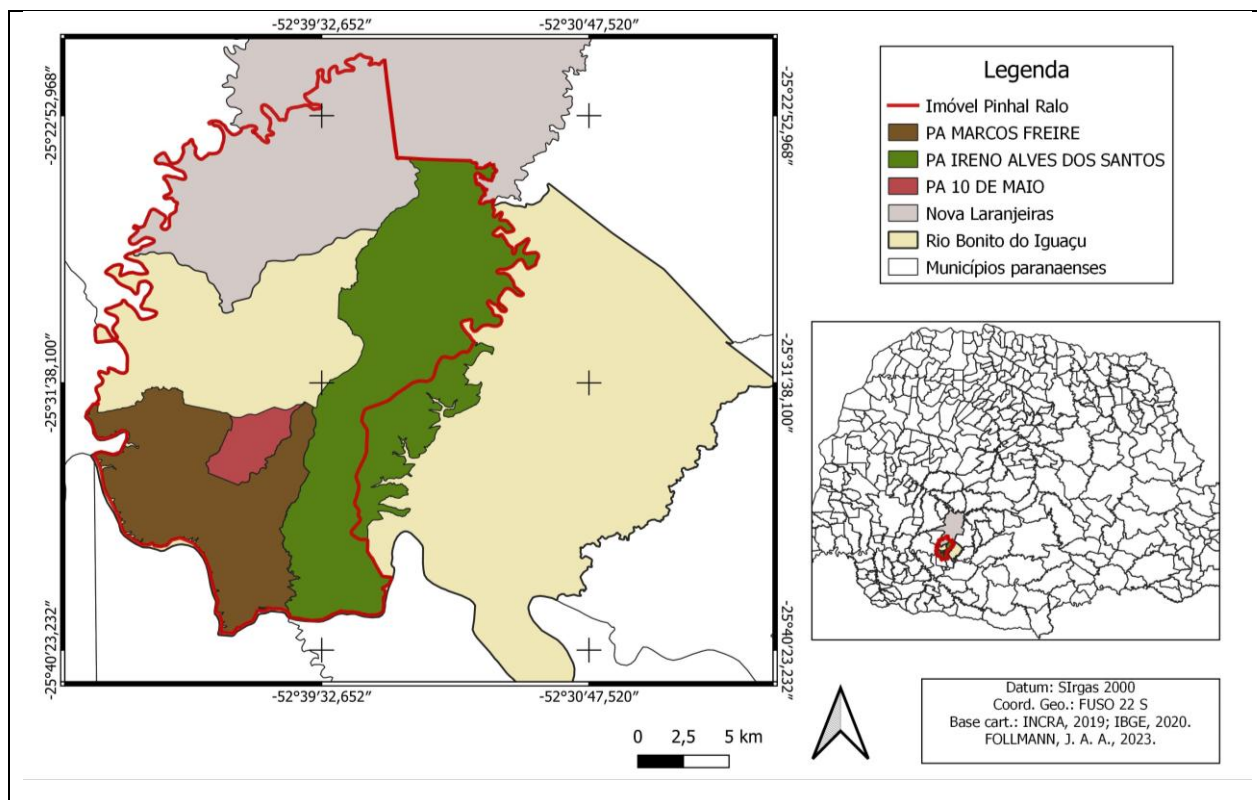 -52°39'32,652"
-52°30'47,520"
-25°22'52,968"
-25°22'52,968"
-25°31'38,100"
-25°31'38,100"
-25°40'23,232"
-25°40'23,232"
-52°39'32,652"
-52°30'47,520"
Legenda
Imóvel Pinhal Ralo
PA MARCOS FREIRE
PA IRENO ALVES DOS SANTOS
PA 10 DE MAIO
Nova Laranjeiras
Rio Bonito do Iguaçu
Municípios paranaenses
0 2,5 5 km
Datum: SIrgas 2000
Coord. Geo.: FUSO 22 S
Base cart.: INCRA, 2019; IBGE, 2020.
FOLLMANN, J. A. A., 2023.